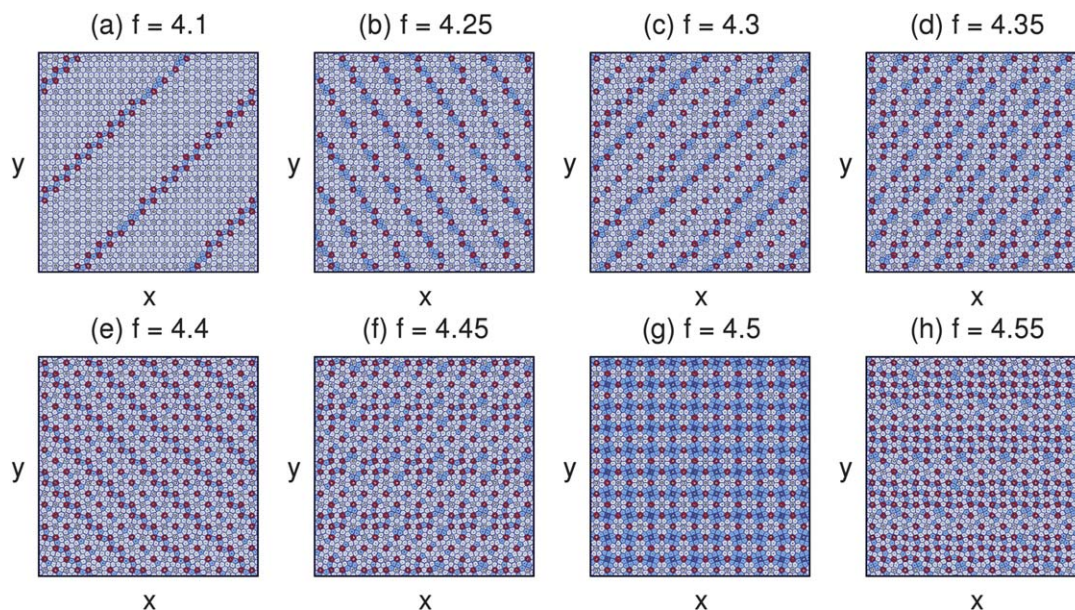 (a) f = 4.1
(b) f = 4.25
(c) f = 4.3
(d) f = 4.35
y
y
y
y
x
x
x
x
(e) f = 4.4
(f) f = 4.45
(g) f = 4.5
(h) f = 4.55
y
y
y
y
x
x
x
x